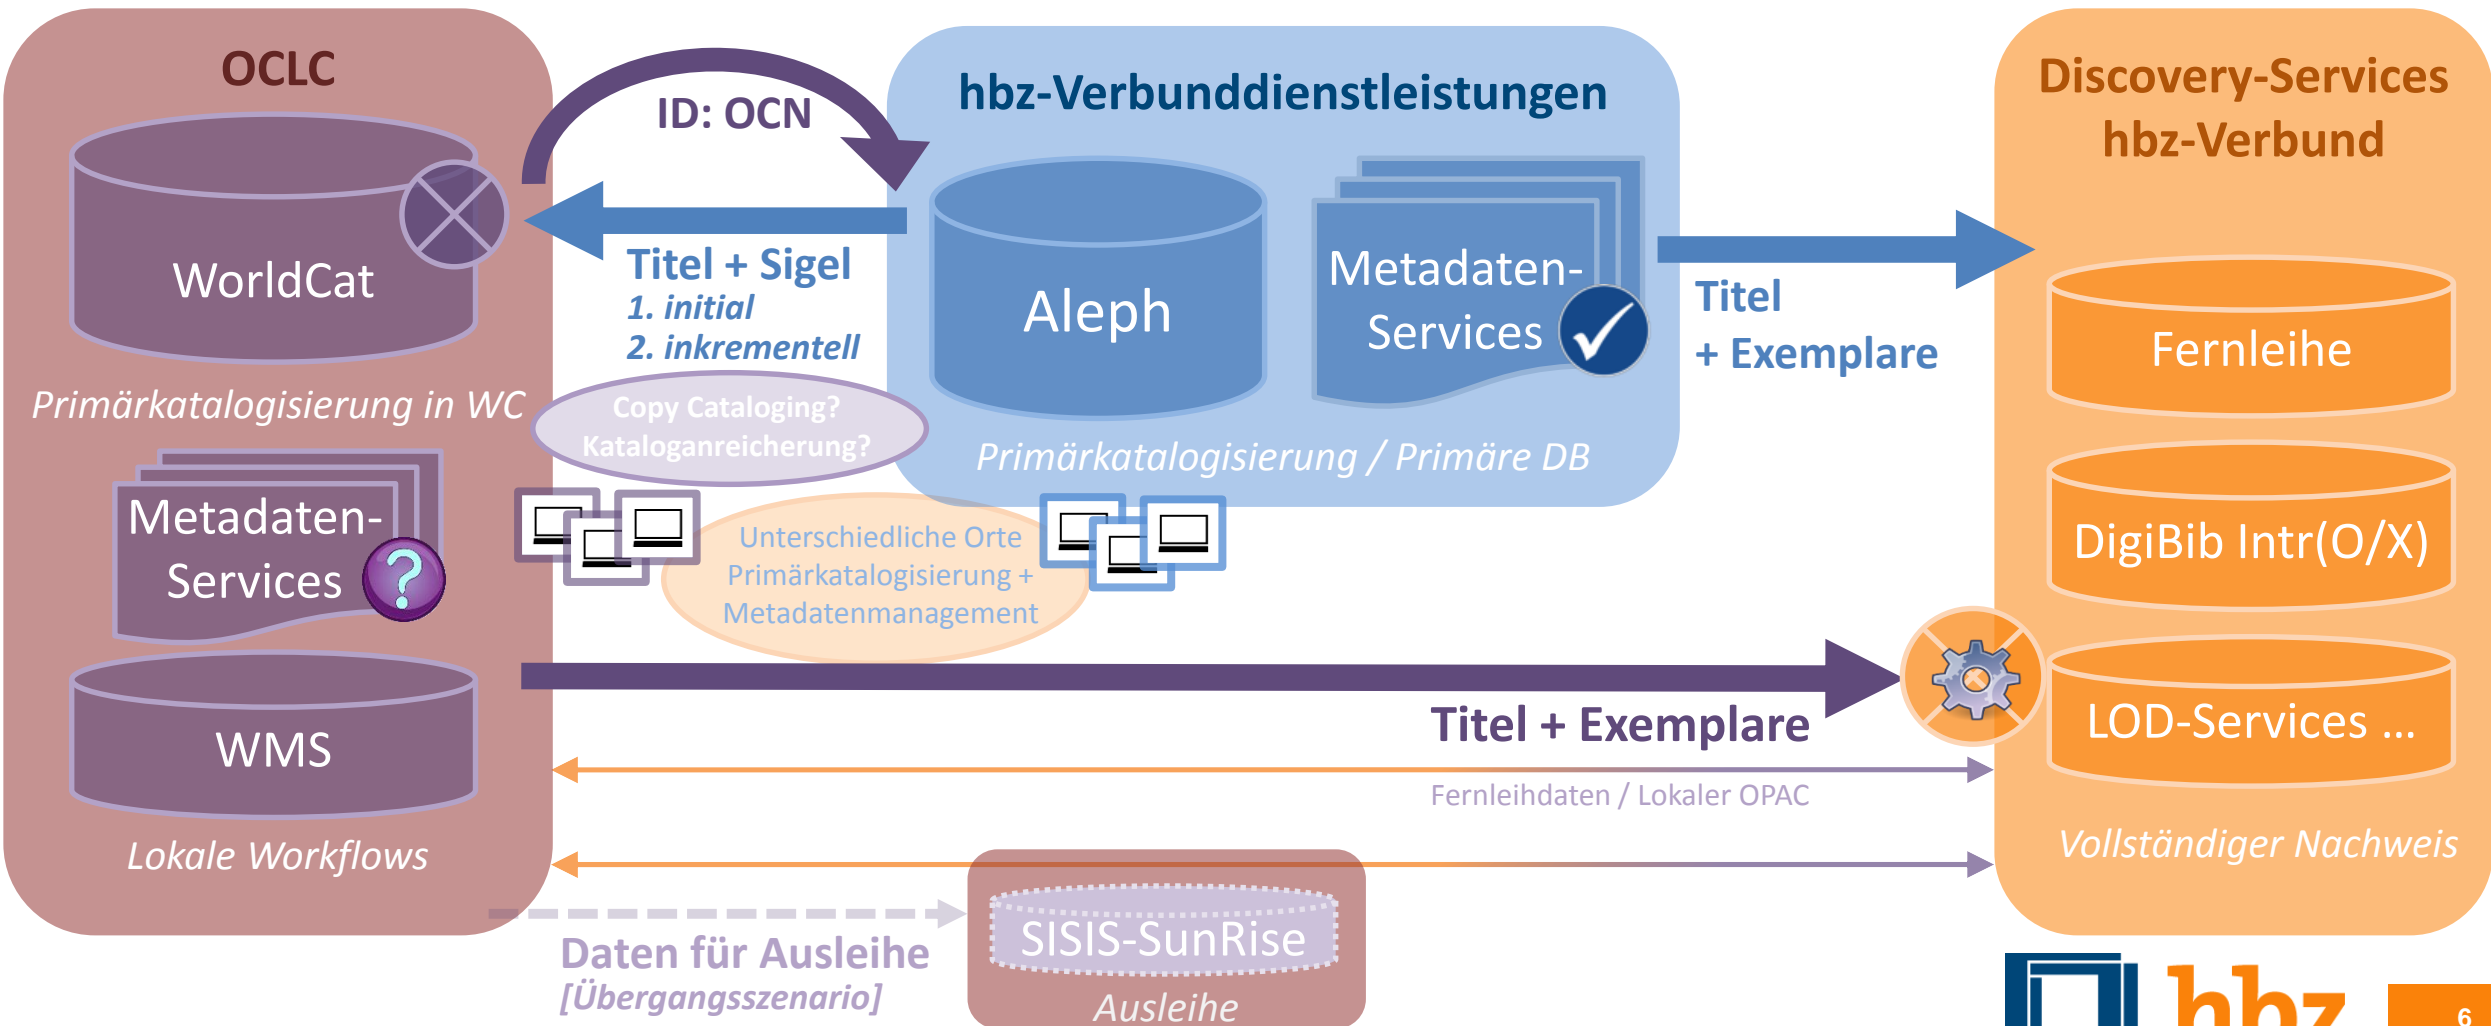 OCLC
WorldCat
Primärkatalogisierung in WC
Metadaten-
Services
?
WMS
Lokale Workflows
ID: OCN
Titel + Sigel
1. initial
2. inkrementell
Copy Cataloging?
Kataloganreicherung?
Unterschiedliche Orte
Primärkatalogisierung +
Metadatenmanagement
hbz-Verbunddienstleistungen
Aleph
Metadaten-
Services
Primärkatalogisierung / Primäre DB
Titel
+ Exemplare
Titel + Exemplare
Fernleihdaten / Lokaler OPAC
Daten für Ausleihe
[Übergangsszenario]
SISIS-SunRise
Ausleihe
Discovery-Services
hbz-Verbund
Fernleihe
DigiBib Intr(O/X)
LOD-Services ...
Vollständiger Nachweis
hbz
6